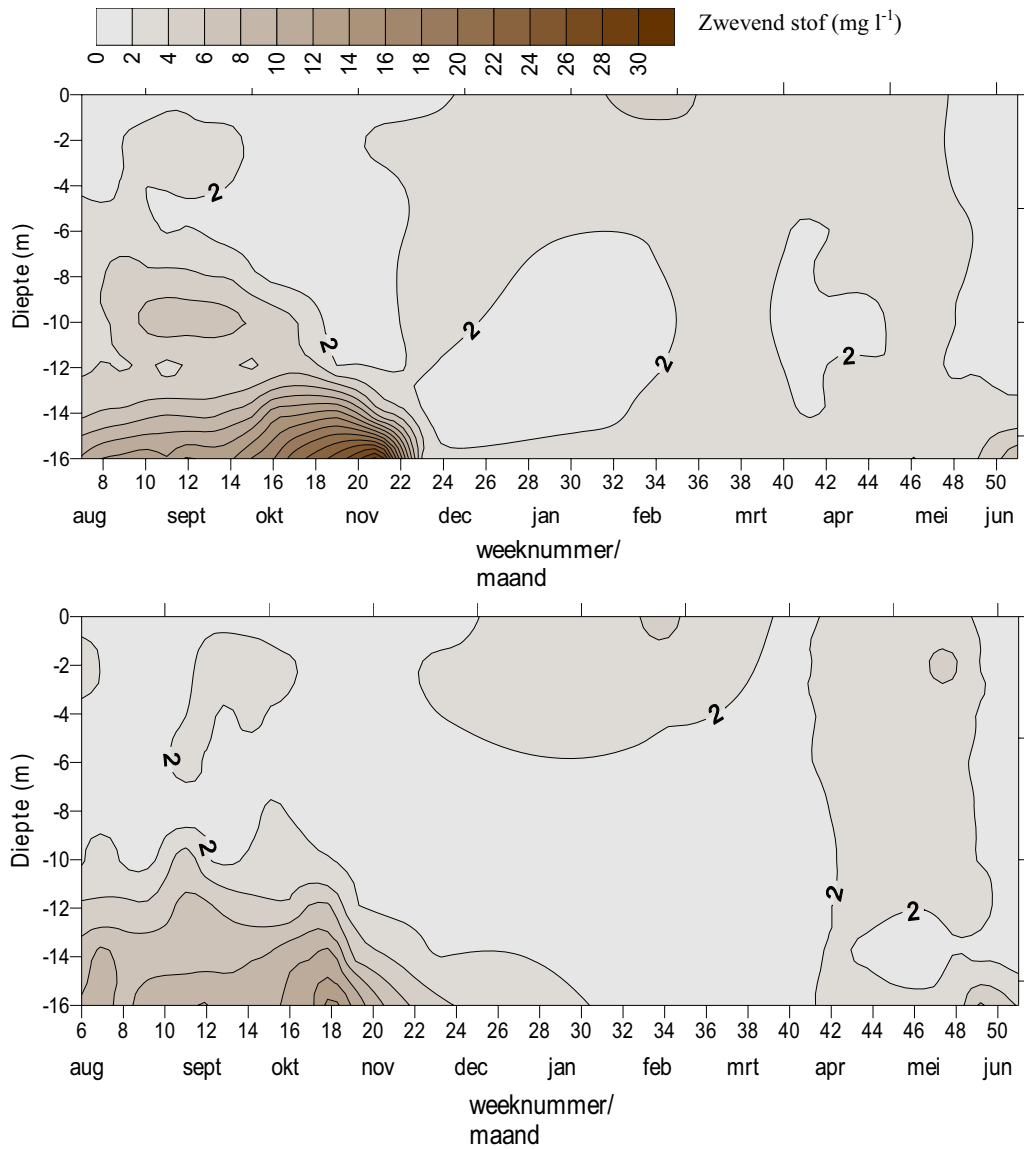 Zwevend stof (mg l-1)
0 2 4 6 8 10 12 14 16 18 20 22 24 26 28 30
0
-2
-4
-6
-8
-10
-12
-14
-16
Diepte (m)
2
2
2
2
2
8 10 12 14 16 18 20 22 24 26 28 30 32 34 36 38 40 42 44 46 48 50
aug sept okt nov dec jan feb mrt apr mei jun
weeknummer/
maand
0
-2
-4
-6
-8
-10
-12
-14
-16
Diepte (m)
2
2
2
2
2
6 8 10 12 14 16 18 20 22 24 26 28 30 32 34 36 38 40 42 44 46 48 50
aug sept okt nov dec jan feb mrt apr mei jun
weeknummer/
maand